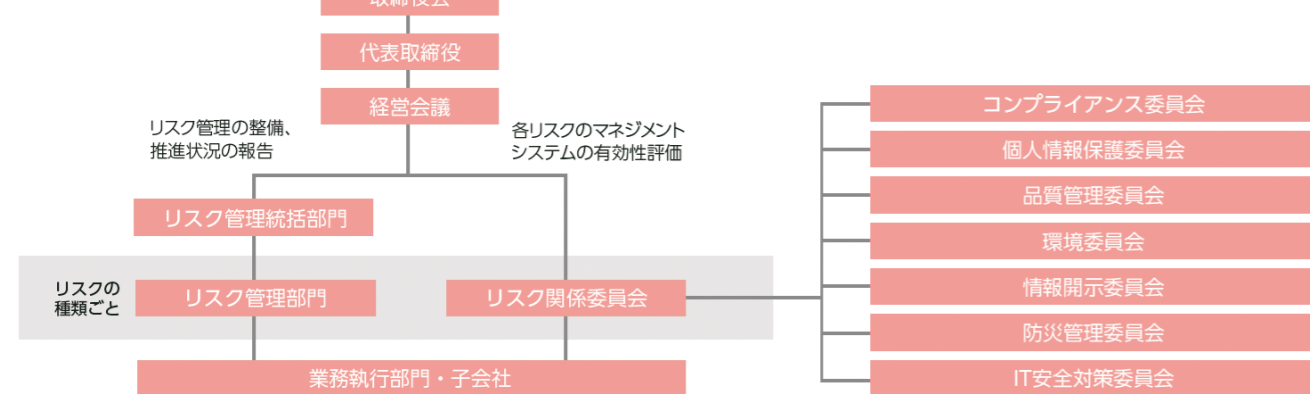 取締役会
代表取締役
経営会議
リスク管理の整備、
推進状況の報告
各リスクのマネジメント
システムの有効性評価
リスク管理統括部門
リスクの
種類ごと
リスク管理部門
リスク関係委員会
業務執行部門・子会社
コンプライアンス委員会
個人情報保護委員会
品質管理委員会
環境委員会
情報開示委員会
防災管理委員会
IT安全対策委員会